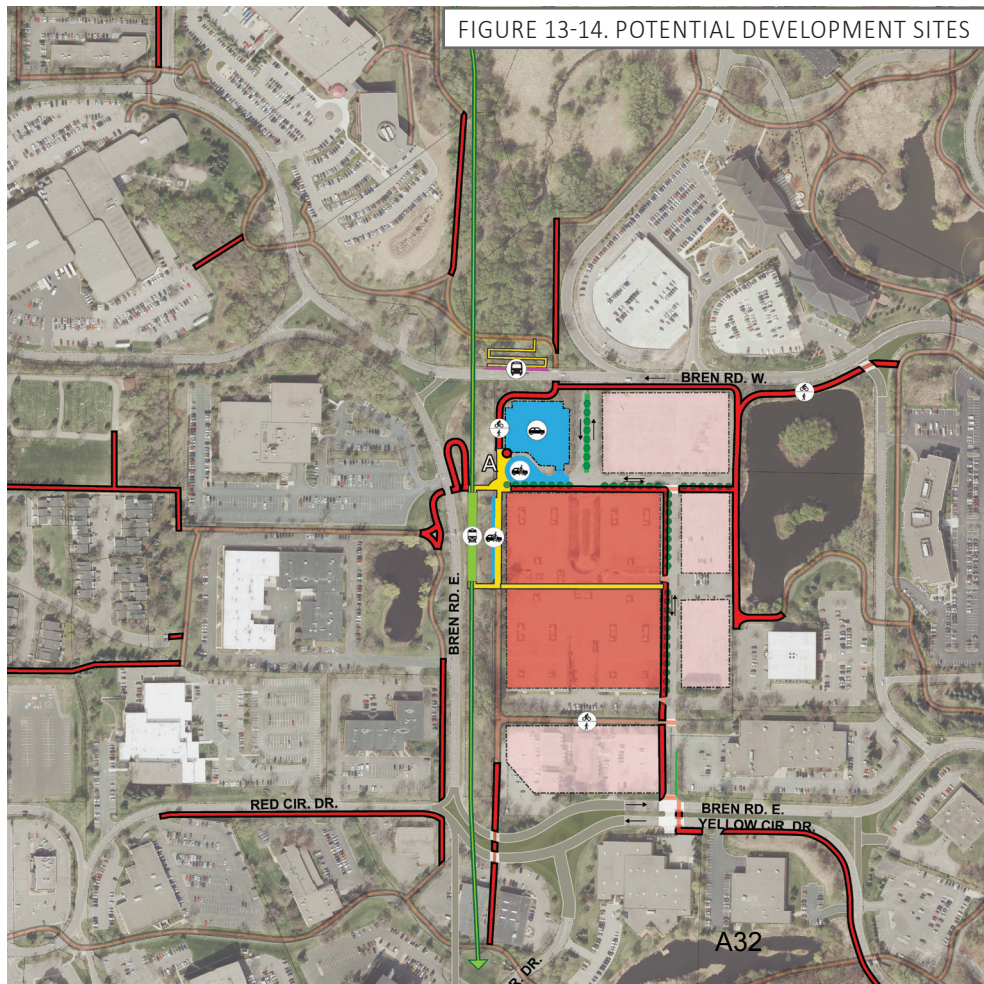 FIGURE 13-14. POTENTIAL DEVELOPMENT SITES
BREN RD. W.
A
BREN RD. E.
RED CIR. DR.
BREN RD. E.
YELLOW CIR. DR.
A32
DR.